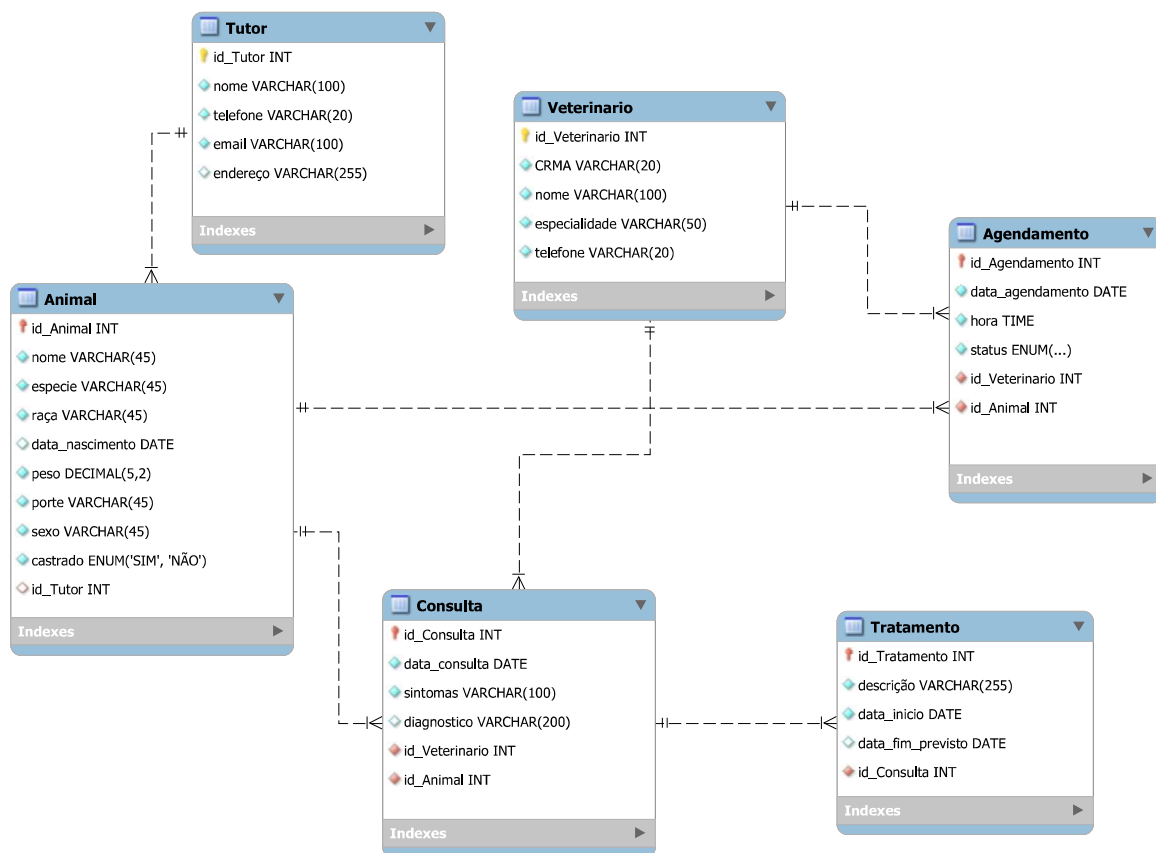 Tutor
id_Tutor INT
nome VARCHAR(100)
telefone VARCHAR(20)
email VARCHAR(100)
endereço VARCHAR(255)
Indexes
Veterinario
id_Veterinario INT
CRMA VARCHAR(20)
nome VARCHAR(100)
especialidade VARCHAR(50)
telefone VARCHAR(20)
Indexes
Agendamento
id_Agendamento INT
data_agendamento DATE
hora TIME
status ENUM(...)
id_Veterinario INT
id_Animal INT
Indexes
Animal
id_Animal INT
nome VARCHAR(45)
especie VARCHAR(45)
raça VARCHAR(45)
data_nascimento DATE
peso DECIMAL(5,2)
porte VARCHAR(45)
sexo VARCHAR(45)
castrado ENUM('SIM', 'NÃO')
id_Tutor INT
Indexes
Consulta
id_Consulta INT
data_consulta DATE
sintomas VARCHAR(100)
diagnostico VARCHAR(200)
id_Veterinario INT
id_Animal INT
Indexes
Tratamento
id_Tratamento INT
descrição VARCHAR(255)
data_inicio DATE
data_fim_previsto DATE
id_Consulta INT
Indexes